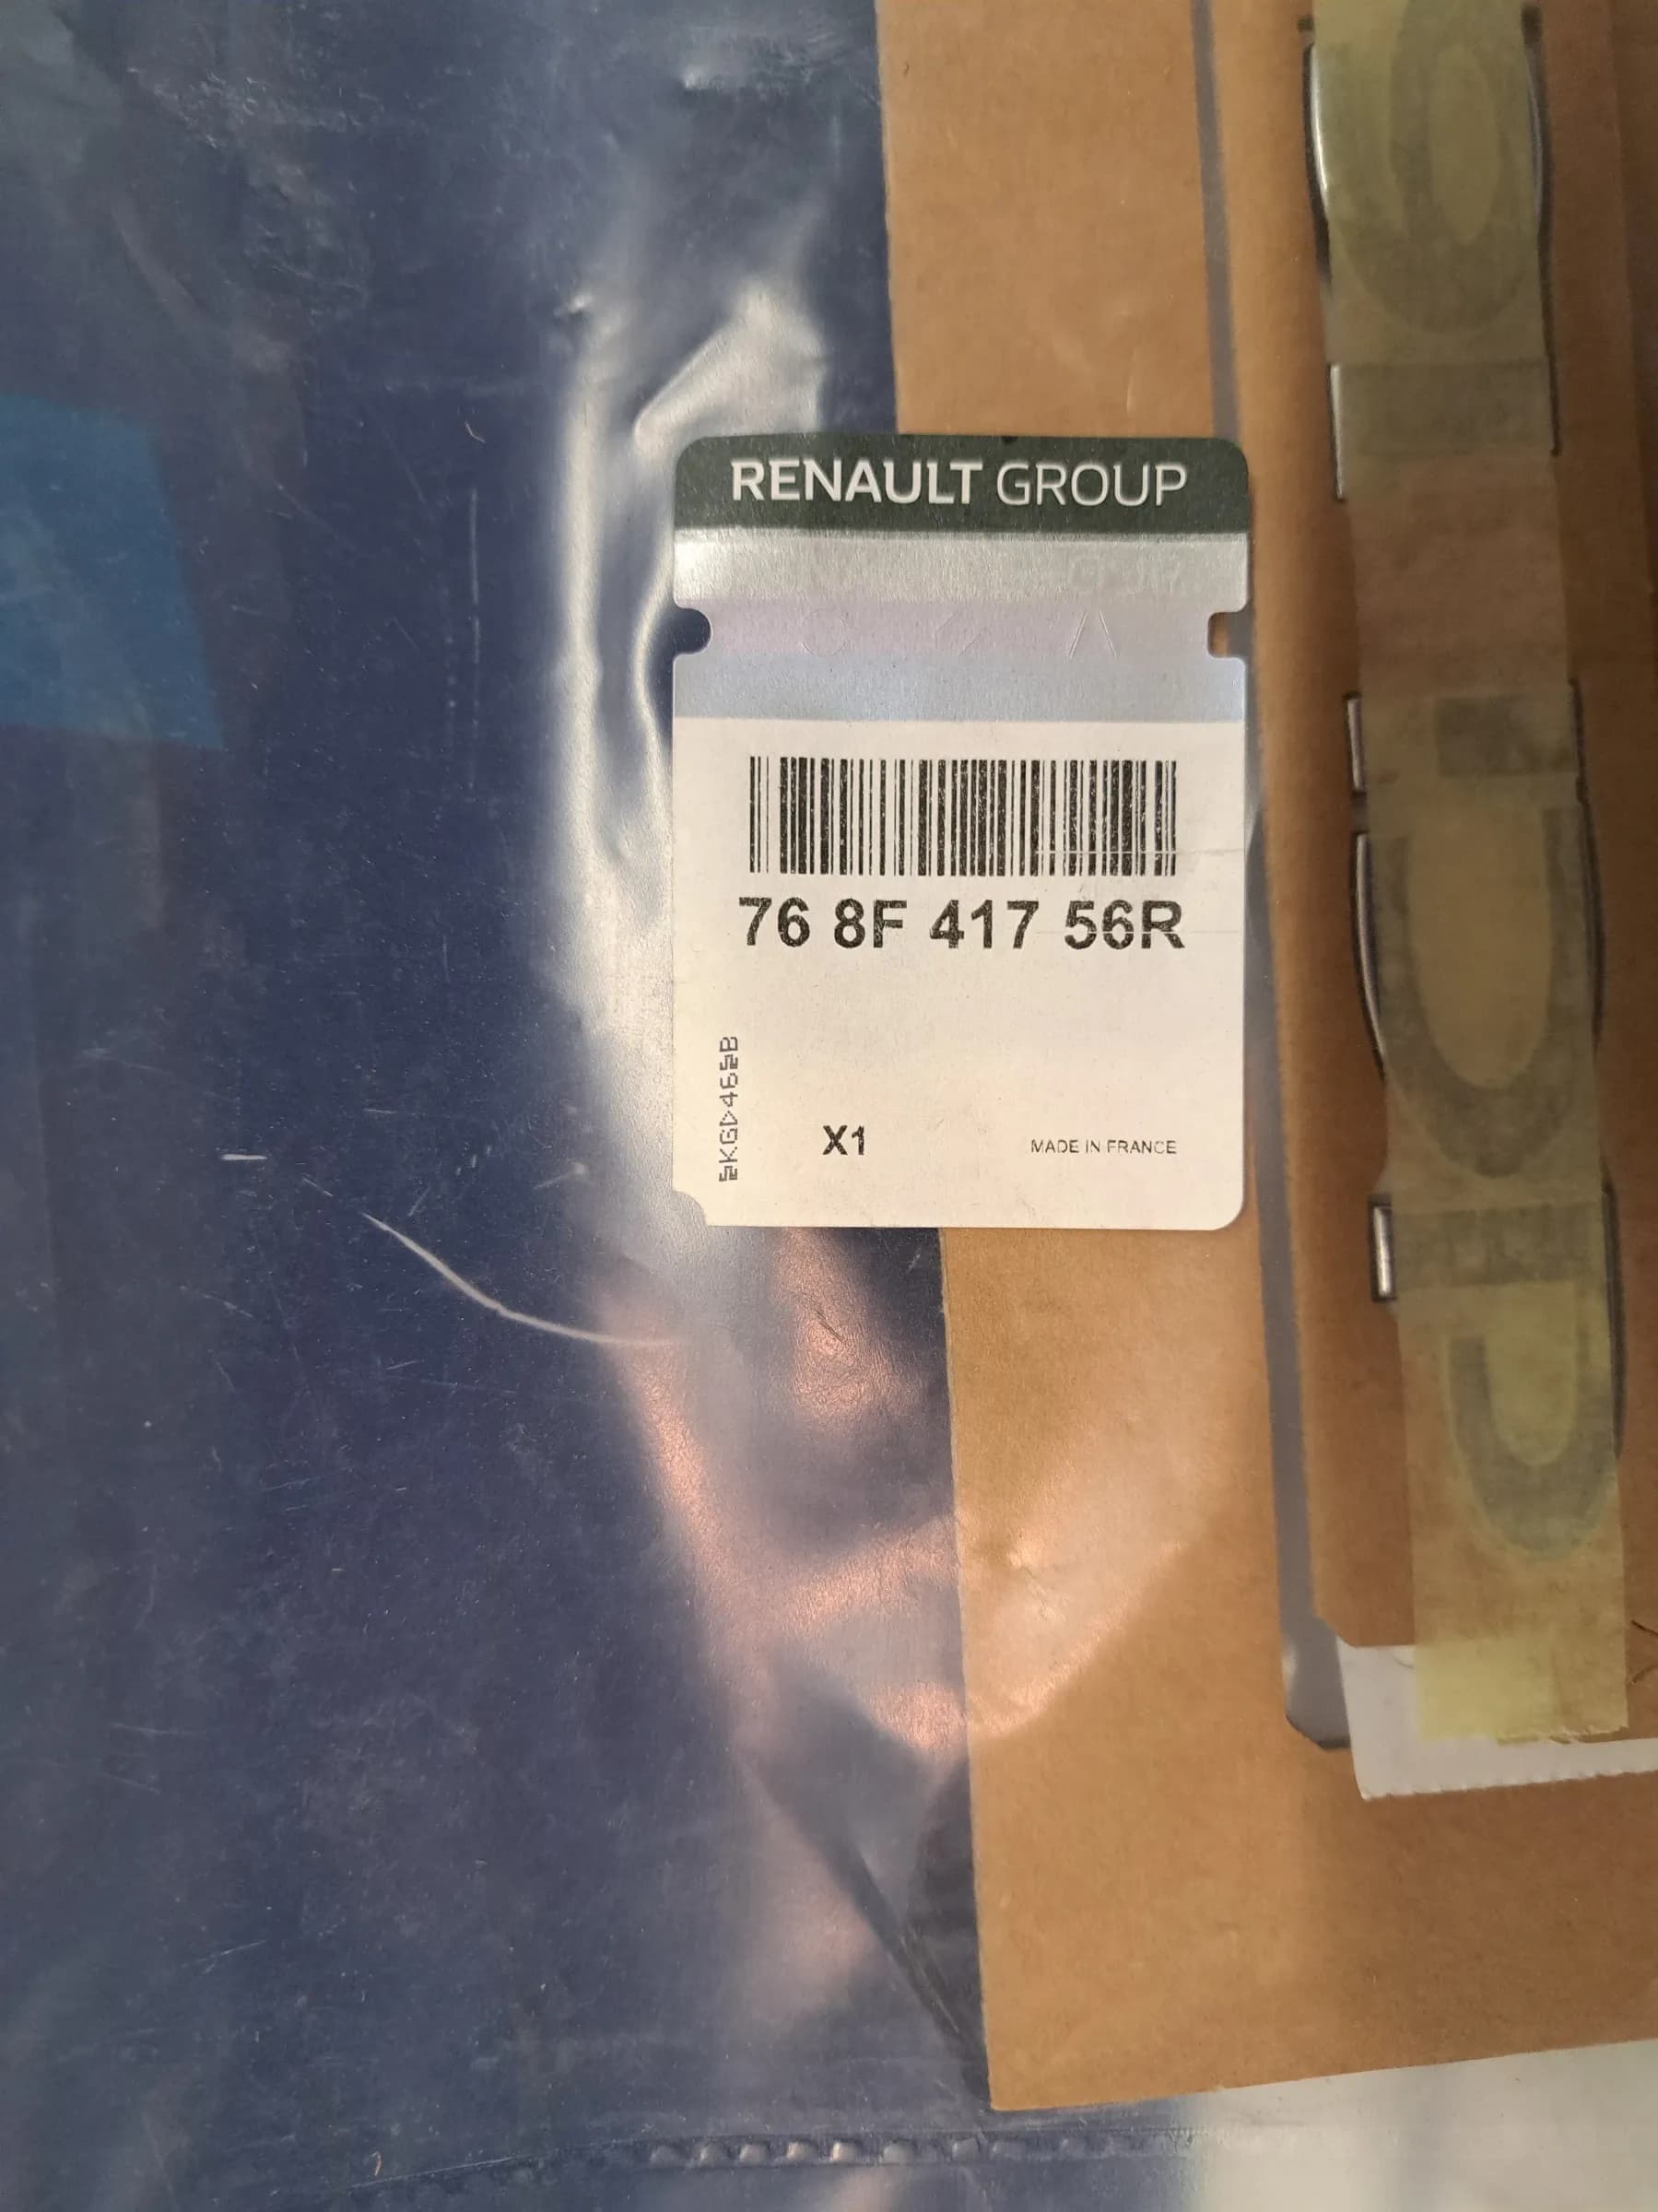 RENAULT GROUP
76 8F 417 56R
X1
MADE IN FRANCE